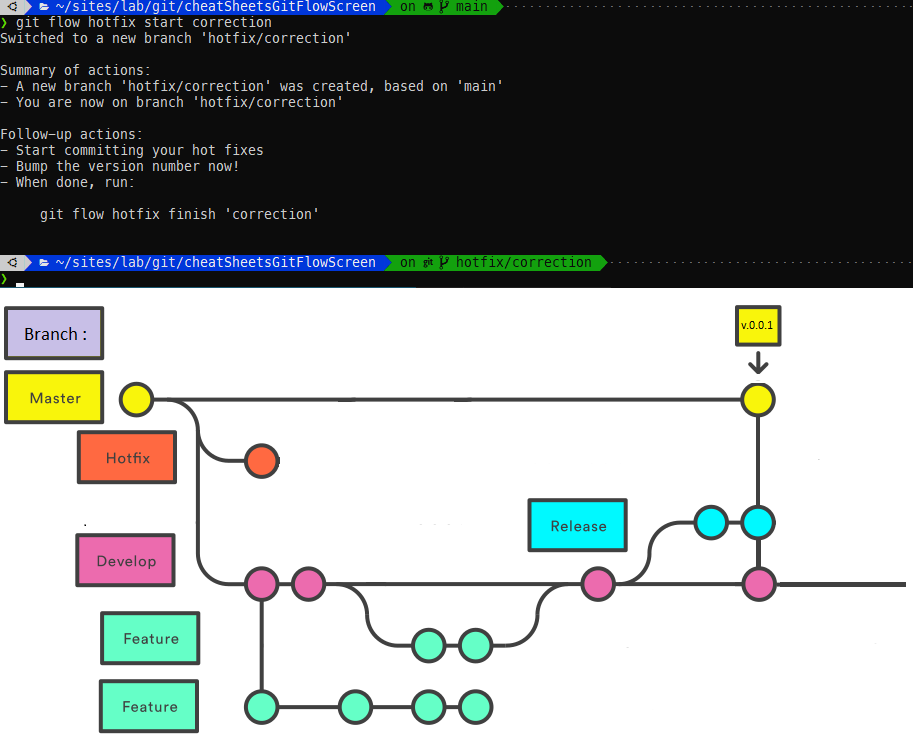 ~/sites/lab/git/cheatSheetsGitFlowScreen on main
❯ git flow hotfix start correction
Switched to a new branch 'hotfix/correction'
Summary of actions:
- A new branch 'hotfix/correction' was created, based on 'main'
- You are now on branch 'hotfix/correction'
Follow-up actions:
- Start committing your hot fixes
- Bump the version number now!
- When done, run:
git flow hotfix finish 'correction'
~/sites/lab/git/cheatSheetsGitFlowScreen on git hotfix/correction
❯
Branch :
v.0.0.1
Master
Hotfix
Release
Develop
Feature
Feature